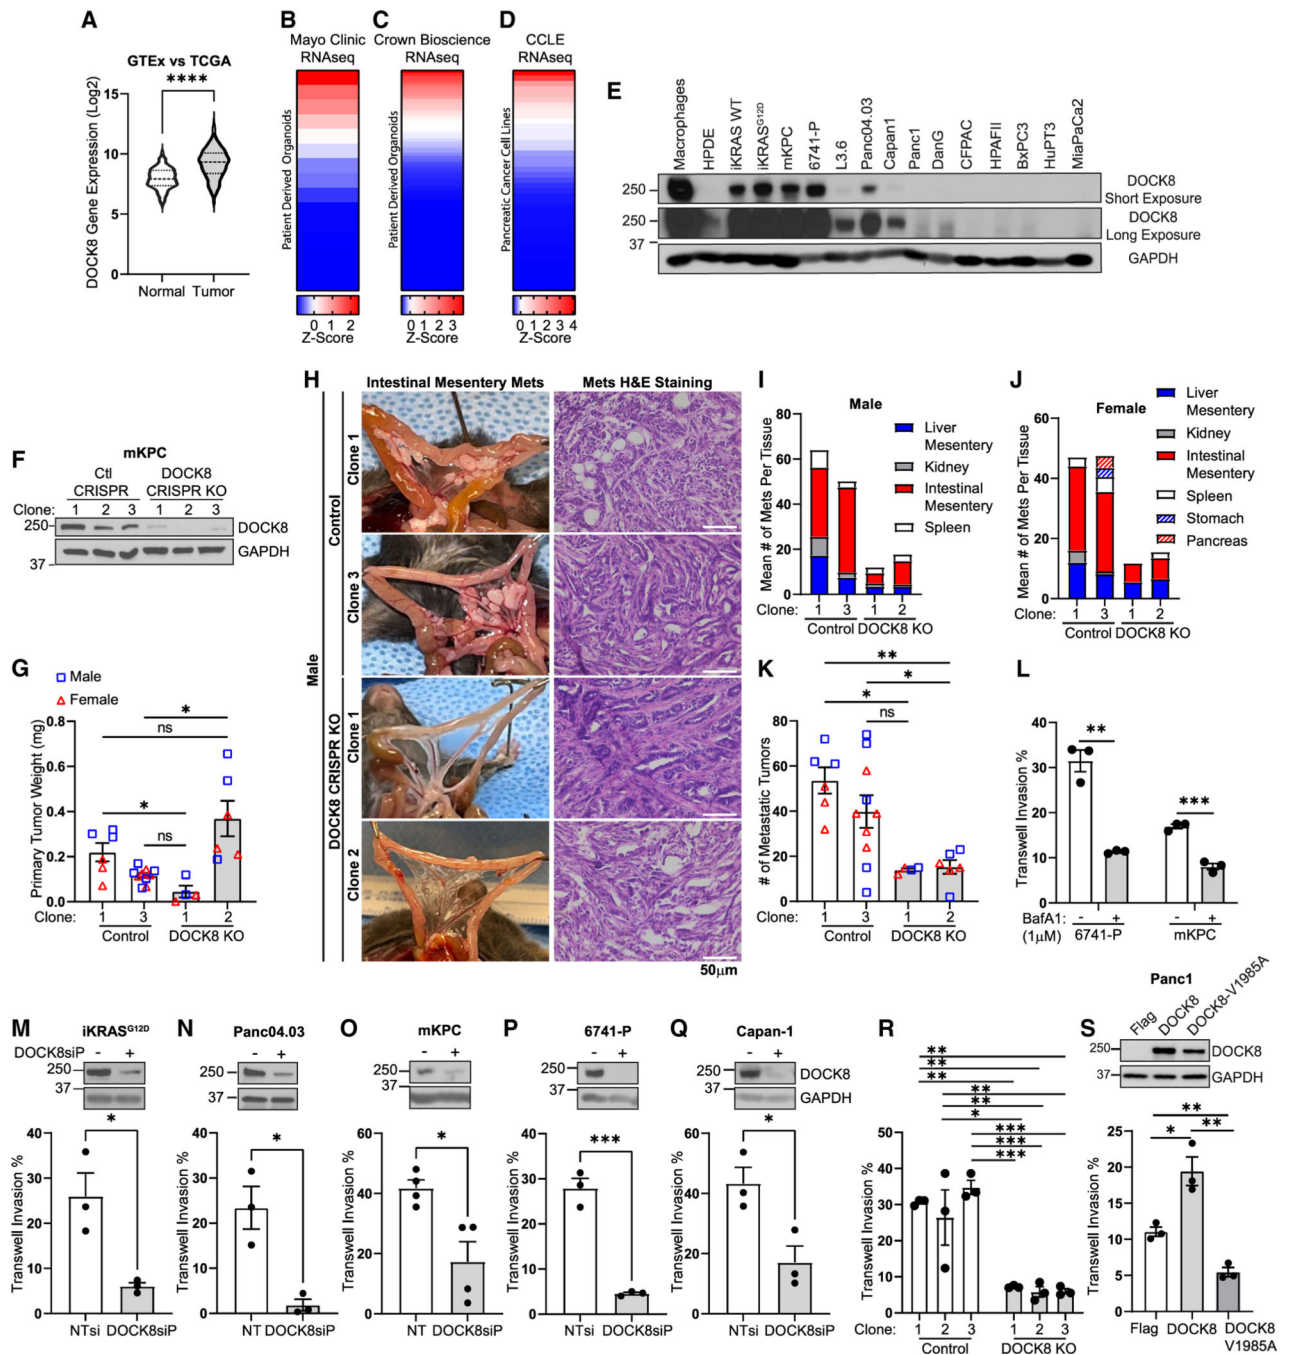 A
GTEx vs TCGA
****
DOCK8 Gene Expression (Log2)
15
10
5
0
Normal Tumor
B
Mayo Clinic
RNAseq
Patient Derived Organoids
0 1 2
Z-Score
C
Crown Bioscience
RNAseq
Patient Derived Organoids
0 1 2 3
Z-Score
D
CCLE
RNAseq
Pancreatic Cancer Cell Lines
0 1 2 3 4
Z-Score
E
Macrophages
HPDE
iKRAS WT
iKRASG12D
mKPC
6741-P
L3.6
Panc04.03
Capan1
Panc1
DanG
CFPAC
HPAFII
BxPC3
HuPT3
MiaPaCa2
250
DOCK8
Short Exposure
250
DOCK8
Long Exposure
37
GAPDH
F
mKPC
Ctl DOCK8
CRISPR CRISPR KO
Clone: 1 2 3 1 2 3
250
DOCK8
GAPDH
37
G
Male
Female
Primary Tumor Weight (mg)
0.8
0.6
0.4
0.2
0.0
*
ns
*
ns
Clone: 1 3 1 2
Control DOCK8 KO
H
Intestinal Mesentery Mets
Mets H&E Staining
Male
Control
Clone 1
Clone 3
DOCK8 CRISPR KO
Clone 1
Clone 2
50μm
I
Male
Mean # of Mets Per Tissue
80
60
40
20
0
Liver
Mesentery
Kidney
Intestinal
Mesentery
Spleen
Clone: 1 3 1 2
Control DOCK8 KO
J
Female
Mean # of Mets Per Tissue
60
40
20
0
Liver
Mesentery
Kidney
Intestinal
Mesentery
Spleen
Stomach
Pancreas
Clone: 1 3 1 2
Control DOCK8 KO
K
**
*
*
ns
# of Metastatic Tumors
80
60
40
20
0
Clone: 1 3 1 2
Control DOCK8 KO
L
Transwell Invasion %
40
30
20
10
0
**
***
BafA1: - + - +
(1μM) 6741-P mKPC
M
iKRASG12D
DOCK8siP - +
250
37
*
Transwell Invasion %
40
30
20
10
0
NTsi DOCK8siP
N
Panc04.03
- +
250
37
*
Transwell Invasion %
40
30
20
10
0
NT DOCK8siP
O
mKPC
- +
250
37
*
Transwell Invasion %
60
40
20
0
NT DOCK8siP
P
6741-P
- +
250
37
DOCK8
GAPDH
***
Transwell Invasion %
40
30
20
10
0
NTsi DOCK8siP
Q
Capan-1
- +
250
37
DOCK8
GAPDH
*
Transwell Invasion %
60
40
20
0
NTsi DOCK8siP
R
**
**
**
**
**
*
***
***
***
Transwell Invasion %
50
40
30
20
10
0
Clone: 1 2 3 1 2 3
Control DOCK8 KO
S
Panc1
Flag
DOCK8
DOCK8-V1985A
250
DOCK8
37
GAPDH
**
* **
Transwell Invasion %
25
20
15
10
5
0
Flag DOCK8 DOCK8
V1985A